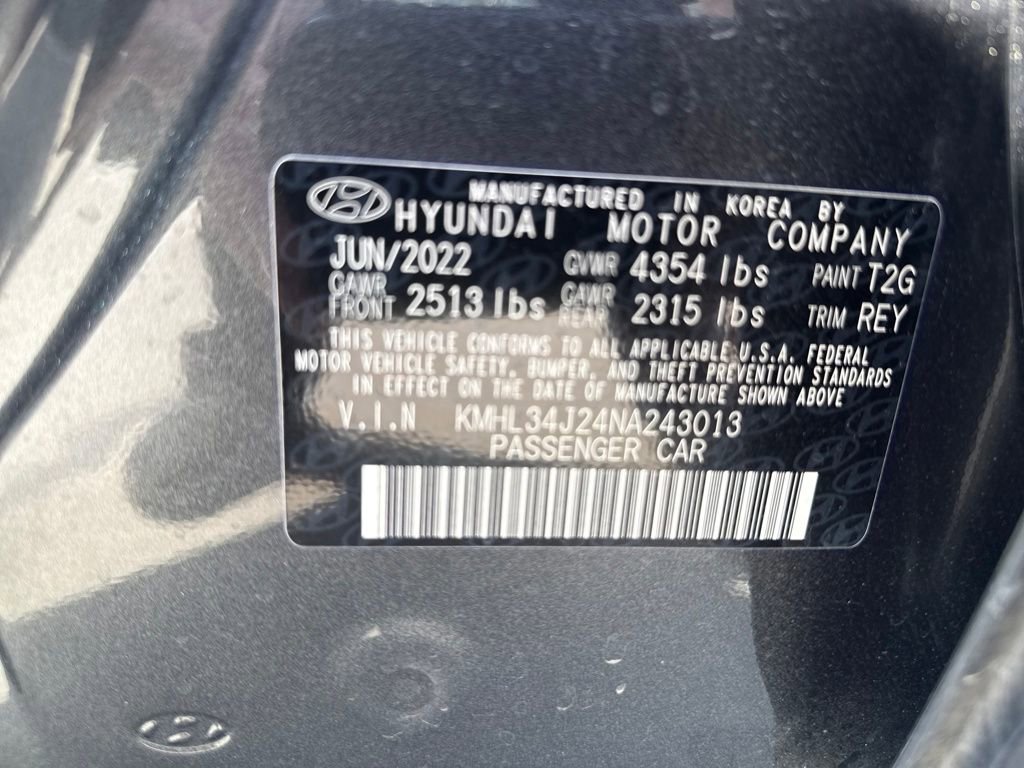 MANUFACTURED IN KOREA BY
HYUNDAI MOTOR COMPANY
JUN/2022 GVWR 4354 lbs PAINT T2G
GAWR FRONT 2513 lbs GAWR REAR 2315 lbs TRIM REY
THIS VEHICLE CONFORMS TO ALL APPLICABLE U.S.A. FEDERAL
MOTOR VEHICLE SAFETY, BUMPER, AND THEFT PREVENTION STANDARDS
IN EFFECT ON THE DATE OF MANUFACTURE SHOWN ABOVE
V.I.N KMHL34J24NA243013
PASSENGER CAR